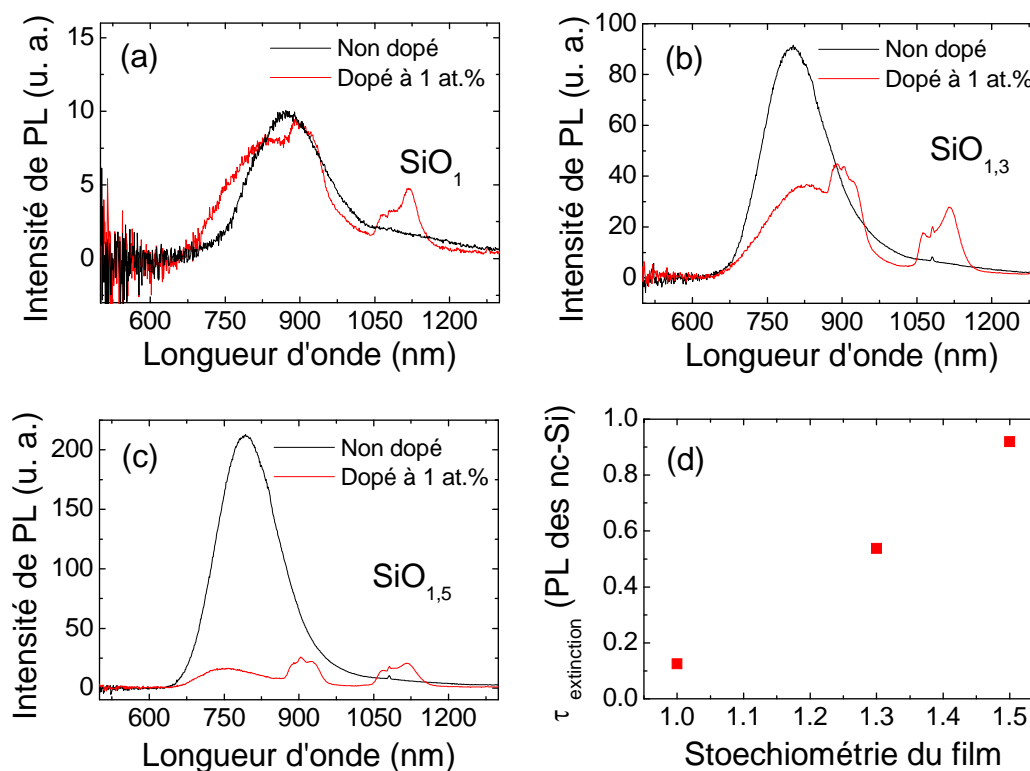 (a)
Non dopé
Dopé à 1 at.%
SiO1
15
10
5
0
Intensité de PL (u. a.)
600 750 900 1050 1200
Longueur d'onde (nm)
(b)
Non dopé
Dopé à 1 at.%
SiO1,3
100
80
60
40
20
0
Intensité de PL (u. a.)
600 750 900 1050 1200
Longueur d'onde (nm)
(c)
Non dopé
Dopé à 1 at.%
SiO1,5
200
150
100
50
0
Intensité de PL (u. a.)
600 750 900 1050 1200
Longueur d'onde (nm)
(d)
1.0
0.8
0.6
0.4
0.2
0.0
τ extinction (PL des nc-Si)
1.0 1.1 1.2 1.3 1.4 1.5
Stoechiométrie du film